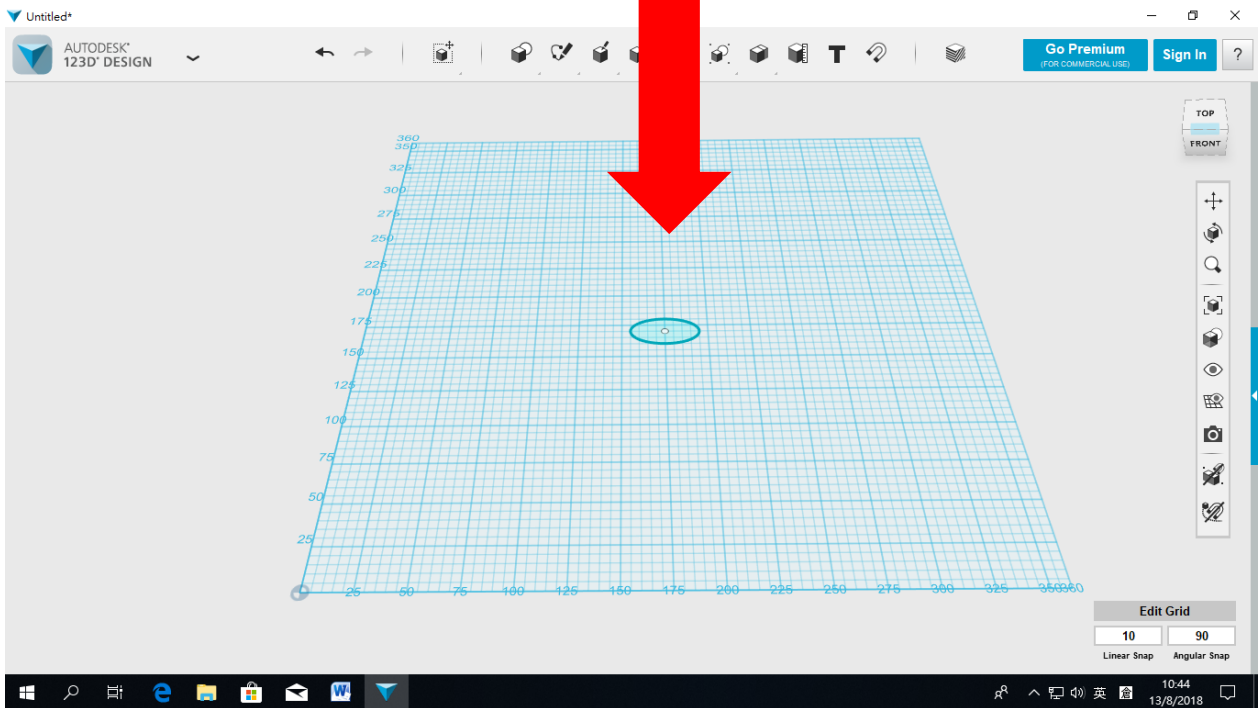 Untitled*
AUTODESK®
123D® DESIGN
T
Go Premium
(FOR COMMERCIAL USE)
Sign In
?
TOP
FRONT
360
350
325
300
275
250
225
200
175
150
125
100
75
50
25
25 50 75 100 125 150 175 200 225 250 275 300 325 350 360
Edit Grid
10 90
Linear Snap Angular Snap
W
英 倉
10:44
13/8/2018